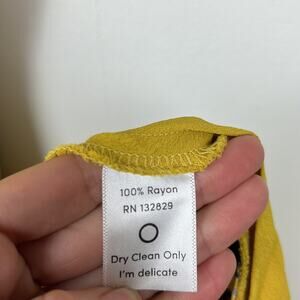 100% Rayon
RN 132829
Dry Clean Only
I'm delicate